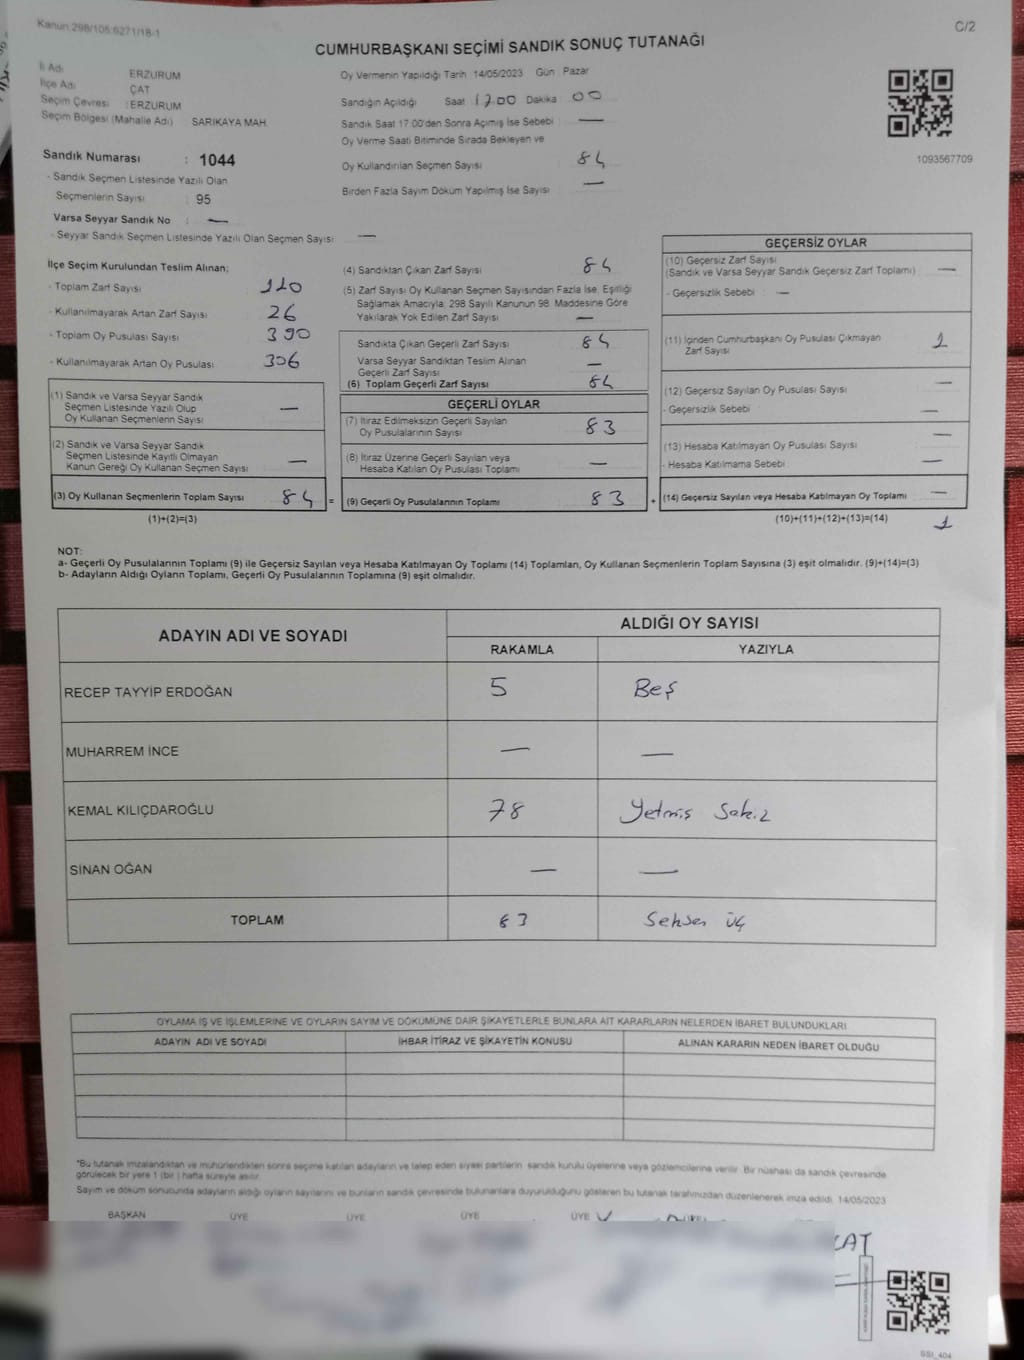 Kanun:298/105;6271/18-1
C/2
CUMHURBAŞKANI SEÇİMİ SANDIK SONUÇ TUTANAĞI
İl Adı ERZURUM
İlçe Adı ÇAT
Seçim Çevresi : ERZURUM
Seçim Bölgesi (Mahalle Adı) SARIKAYA MAH.
Sandık Numarası : 1044
- Sandık Seçmen Listesinde Yazılı Olan
Seçmenlerin Sayısı : 95
Varsa Seyyar Sandık No : —
- Seyyar Sandık Seçmen Listesinde Yazılı Olan Seçmen Sayısı —
Oy Vermenin Yapıldığı Tarih 14/05/2023 Gün Pazar
Sandığın Açıldığı Saat 17.00 Dakika 00
Sandık Saat 17.00'den Sonra Açımış İse Sebebi —
Oy Verme Saati Bitiminde Sırada Bekleyen ve
Oy Kullandırılan Seçmen Sayısı 84
Birden Fazla Sayım Döküm Yapılmış İse Sayısı —
1093567709
İlçe Seçim Kurulundan Teslim Alınan;
- Toplam Zarf Sayısı 110
- Kullanılmayarak Artan Zarf Sayısı 26
- Toplam Oy Pusulası Sayısı 390
- Kullanılmayarak Artan Oy Pusulası 306
(1) Sandık ve Varsa Seyyar Sandık
Seçmen Listesinde Yazılı Olup
Oy Kullanan Seçmenlerin Sayısı —
(2) Sandık ve Varsa Seyyar Sandık
Seçmen Listesinde Kayıtlı Olmayan
Kanun Gereği Oy Kullanan Seçmen Sayısı —
(3) Oy Kullanan Seçmenlerin Toplam Sayısı 84 =
(1)+(2)=(3)
(4) Sandıktan Çıkan Zarf Sayısı 84
(5) Zarf Sayısı Oy Kullanan Seçmen Sayısından Fazla İse, Eşitliği
Sağlamak Amacıyla, 298 Sayılı Kanunun 98. Maddesine Göre
Yakılarak Yok Edilen Zarf Sayısı —
Sandıkta Çıkan Geçerli Zarf Sayısı 84
Varsa Seyyar Sandıktan Teslim Alınan
Geçerli Zarf Sayısı —
(6) Toplam Geçerli Zarf Sayısı 84
GEÇERLİ OYLAR
(7) İtiraz Edilmeksizin Geçerli Sayılan
Oy Pusulalarının Sayısı 83
(8) İtiraz Üzerine Geçerli Sayılan veya
Hesaba Katılan Oy Pusulası Toplamı —
(9) Geçerli Oy Pusulalarının Toplamı 83 +
GEÇERSİZ OYLAR
(10) Geçersiz Zarf Sayısı
(Sandık ve Varsa Seyyar Sandık Geçersiz Zarf Toplamı) —
- Geçersizlik Sebebi : —
(11) İçinden Cumhurbaşkanı Oy Pusulası Çıkmayan
Zarf Sayısı 1
(12) Geçersiz Sayılan Oy Pusulası Sayısı —
- Geçersizlik Sebebi —
(13) Hesaba Katılmayan Oy Pusulası Sayısı —
- Hesaba Katılmama Sebebi —
(14) Geçersiz Sayılan veya Hesaba Katılmayan Oy Toplamı —
(10)+(11)+(12)+(13)=(14) 1
NOT:
a- Geçerli Oy Pusulalarının Toplamı (9) ile Geçersiz Sayılan veya Hesaba Katılmayan Oy Toplamı (14) Toplamları, Oy Kullanan Seçmenlerin Toplam Sayısına (3) eşit olmalıdır. (9)+(14)=(3)
b- Adayların Aldığı Oyların Toplamı, Geçerli Oy Pusulalarının Toplamına (9) eşit olmalıdır.
ADAYIN ADI VE SOYADI ALDIĞI OY SAYISI
RAKAMLA YAZIYLA
RECEP TAYYİP ERDOĞAN 5 Beş
MUHARREM İNCE — —
KEMAL KILIÇDAROĞLU 78 Yetmiş Sekiz
SİNAN OĞAN — —
TOPLAM 83 Seksen üç
OYLAMA İŞ VE İŞLEMLERİNE VE OYLARIN SAYIM VE DÖKÜMÜNE DAİR ŞİKAYETLERLE BUNLARA AİT KARARLARIN NELERDEN İBARET BULUNDUKLARI
ADAYIN ADI VE SOYADI İHBAR İTİRAZ VE ŞİKAYETİN KONUSU ALINAN KARARIN NEDEN İBARET OLDUĞU
*Bu tutanak imzalandıktan ve mühürlendikten sonra seçime katılan adayların ve talep eden siyasi partilerin sandık kurulu üyelerine veya gözlemcilerine verilir. Bir nüshası da sandık çevresinde
görülecek bir yere 1 (bir ) hafta süreyle asılır.
Sayım ve döküm sonucunda adayların aldığı oyların sayılarını ve bunların sandık çevresinde bulunanlara duyurulduğunu gösteren bu tutanak tarafımızdan düzenlenerek imza edildi. 14/05/2023
BAŞKAN ÜYE ÜYE ÜYE ÜYE